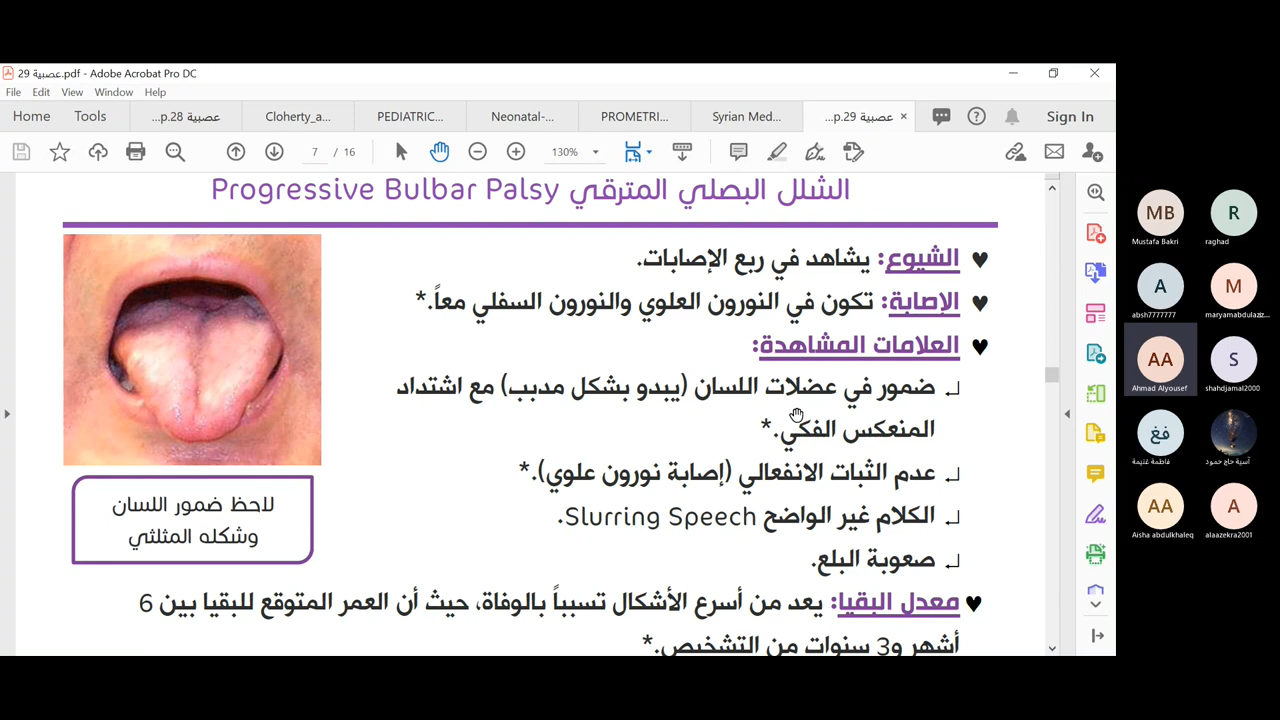 عصبية 29.pdf - Adobe Acrobat Pro DC
File Edit View Window Help
Home Tools عصبية 28.p... Cloherty_a... PEDIATRIC... Neonatal-... PROMETRI... Syrian Med... عصبية 29.p... × Sign In
7 / 16 130%
الشلل البصلي المترقي Progressive Bulbar Palsy
♥ الشيوع: يشاهد في ربع الإصابات.
♥ الإصابة: تكون في النورون العلوي والنورون السفلي معاً.*
♥ العلامات المشاهدة:
ضمور في عضلات اللسان (يبدو بشكل مدبب) مع اشتداد
المنعكس الفكي.*
عدم الثبات الانفعالي (إصابة نورون علوي).*
الكلام غير الواضح Slurring Speech.
صعوبة البلع.
♥ معدل البقيا: يعد من أسرع الأشكال تسبباً بالوفاة، حيث أن العمر المتوقع للبقيا بين 6
أشهر و3 سنوات من التشخيص.*
لاحظ ضمور اللسان
وشكله المثلثي
MB R
Mustafa Bakri raghad
A M
absh7777777 maryamabdulaziz...
AA S
Ahmad Alyousef shahdjamal2000
فغ
فاطمة غنيمة آسية حاج حمود
AA A
Aisha abdulkhaleq alaazekra2001